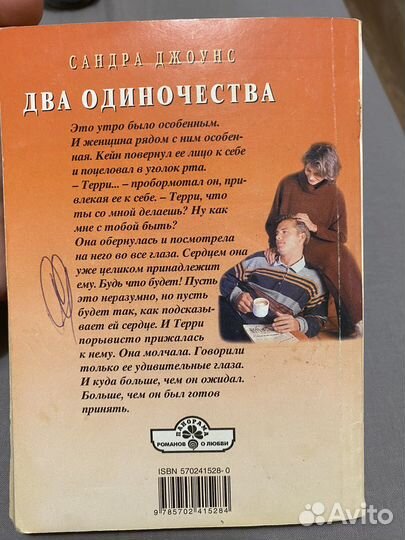 САНДРА ДЖОУНС
ДВА ОДИНОЧЕСТВА
Это утро было особенным.
И женщина рядом с ним особен-
ная. Кейн повернул ее лицо к себе
и поцеловал в уголок рта.
– Терри... – пробормотал он, при-
влекая ее к себе. – Терри, что
ты со мной делаешь? Ну как
мне с тобой быть?
Она обернулась и посмотрела
на него во все глаза. Сердцем она
уже целиком принадлежит
ему. Будь что будет! Пусть
это неразумно, но пусть
будет так, как подсказы-
вает ей сердце. И Терри
порывисто прижалась
к нему. Она молчала. Говорили
только ее удивительные глаза.
И куда больше, чем он ожидал.
Больше, чем он был готов
принять.
ПАНОРАМА
РОМАНОВ О ЛЮБВИ
ISBN 570241528-0
9 785702 415284
Avito